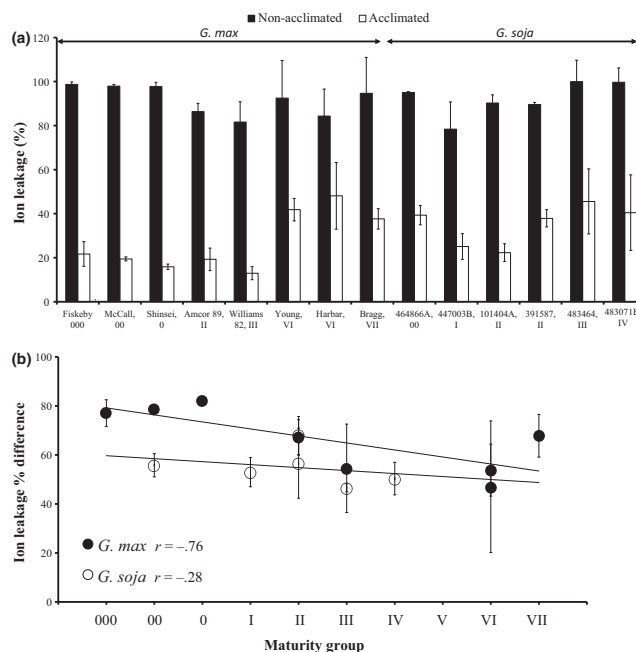 ■ Non-acclimated □ Acclimated
(a) G. max G. soja
Ion leakage (%)
120
100
80
60
40
20
0
Fiskeby McCall, Shinsei, Amcor 89, Williams Young, Harbar, Bragg, 464866A, 447003B, 101404A, 391587, 483464, 483071B
000 00 0 II 82, III VI VI VII 00 I II II III IV
(b)
Ion leakage % difference
100
80
60
40
20
0
G. max r = –.76
G. soja r = –.28
000 00 0 I II III IV V VI VII
Maturity group